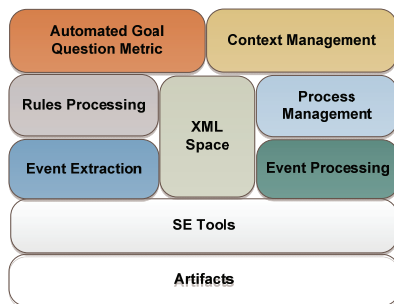 Automated Goal
Question Metric
Context Management
Rules Processing
XML
Space
Process
Management
Event Extraction
Event Processing
SE Tools
Artifacts